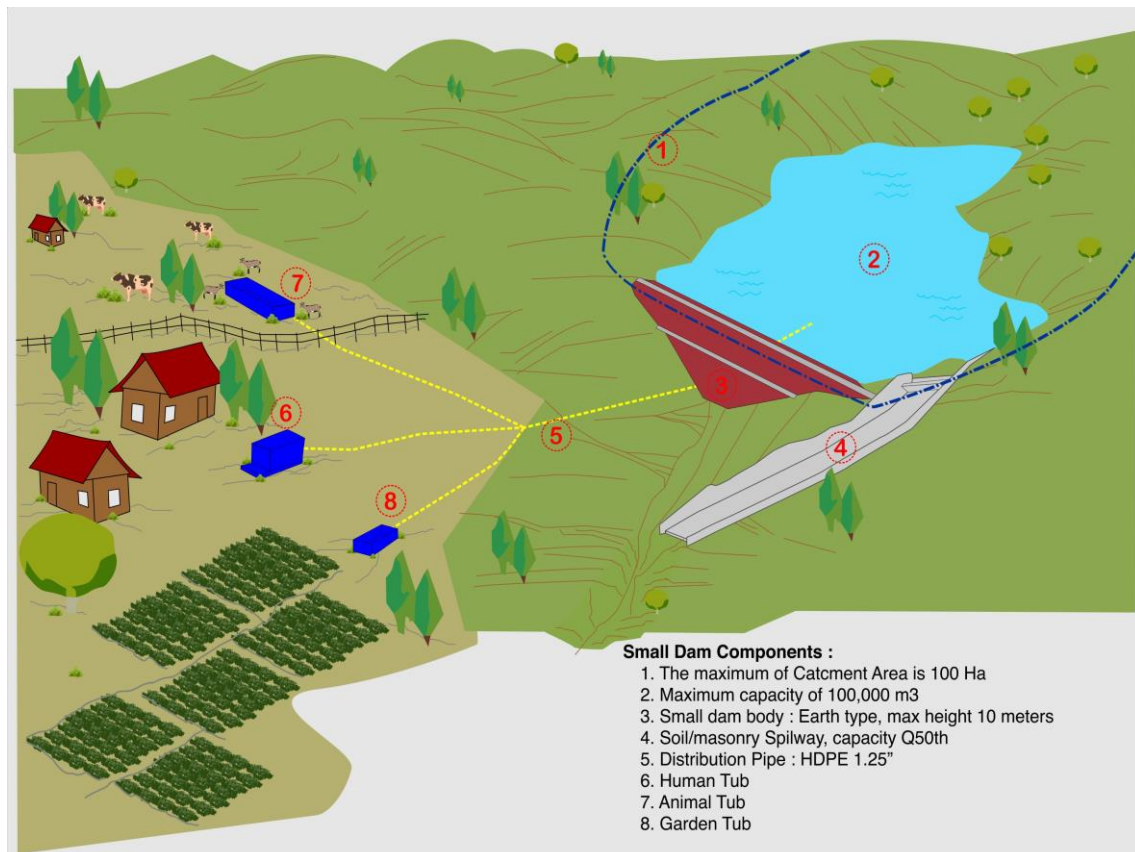 1
2
7
3
6
5
4
8
Small Dam Components :
1. The maximum of Catcment Area is 100 Ha
2. Maximum capacity of 100,000 m3
3. Small dam body : Earth type, max height 10 meters
4. Soil/masonry Spilway, capacity Q50th
5. Distribution Pipe : HDPE 1.25”
6. Human Tub
7. Animal Tub
8. Garden Tub